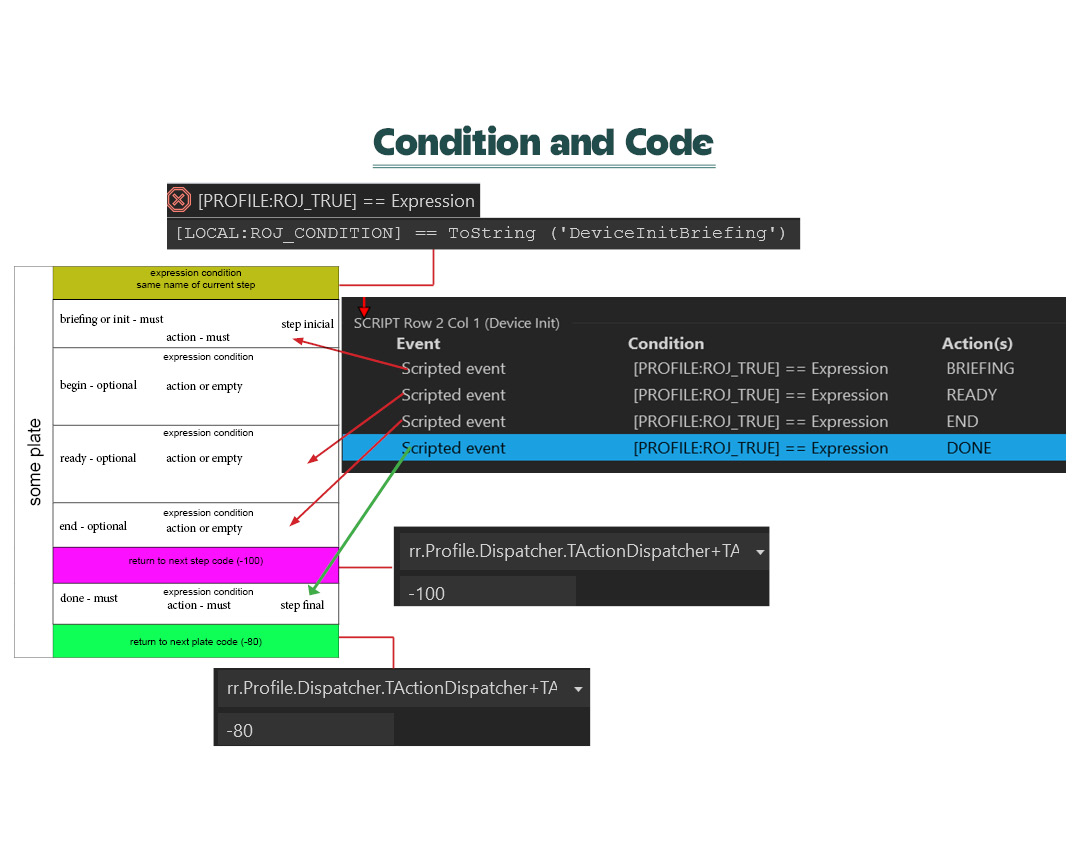 Condition and Code
[PROFILE:ROJ_TRUE] == Expression
[LOCAL:ROJ_CONDITION] == ToString ('DeviceInitBriefing')
some plate
expression condition
same name of current step
briefing or init - must
step inicial
action - must
expression condition
begin - optional
action or empty
expression condition
ready - optional
action or empty
expression condition
end - optional
action or empty
return to next step code (-100)
done - must
expression condition
action - must
step final
return to next plate code (-80)
SCRIPT Row 2 Col 1 (Device Init)
Event Condition Action(s)
Scripted event [PROFILE:ROJ_TRUE] == Expression BRIEFING
Scripted event [PROFILE:ROJ_TRUE] == Expression READY
Scripted event [PROFILE:ROJ_TRUE] == Expression END
Scripted event [PROFILE:ROJ_TRUE] == Expression DONE
rr.Profile.Dispatcher.TActionDispatcher+TA
-100
rr.Profile.Dispatcher.TActionDispatcher+TA
-80